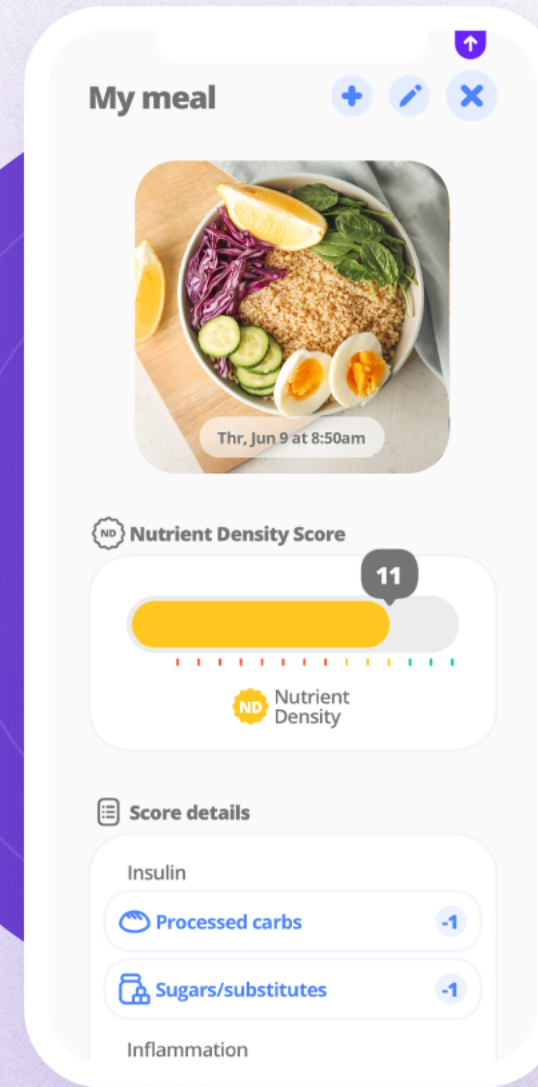 My meal
Thr, Jun 9 at 8:50am
ND Nutrient Density Score
11
ND Nutrient
Density
Score details
Insulin
Processed carbs -1
Sugars/substitutes -1
Inflammation